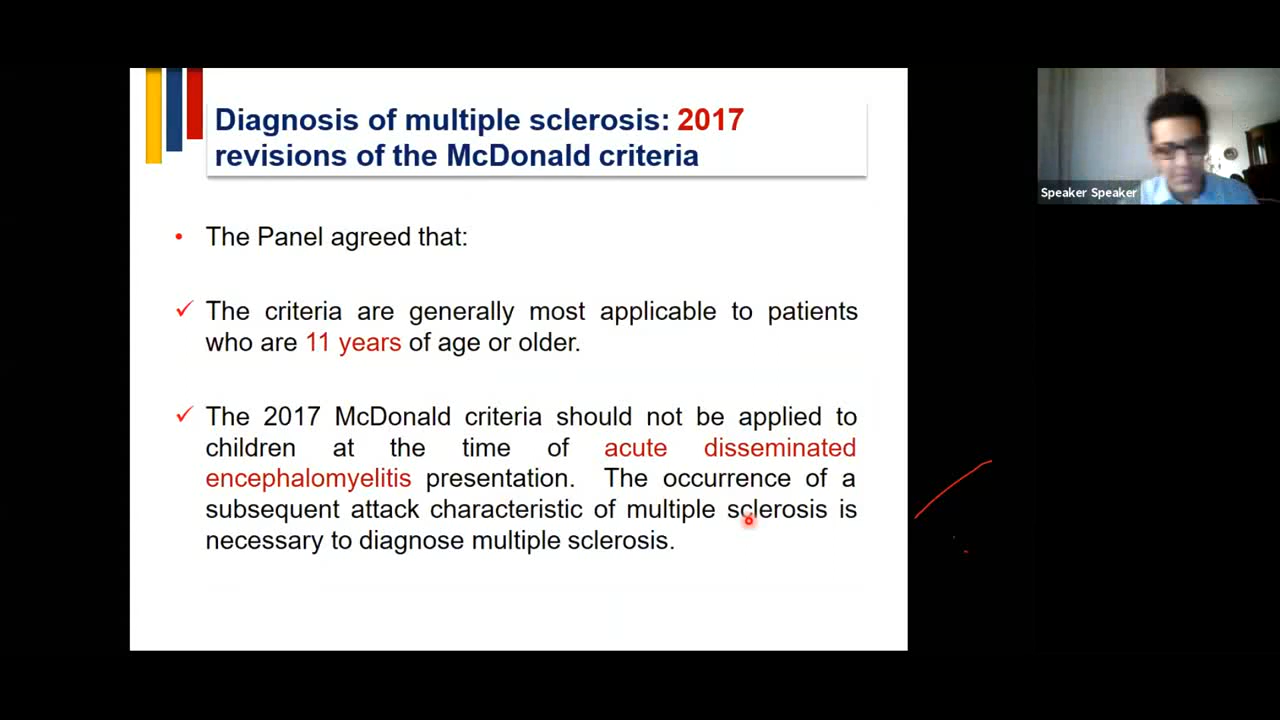 Diagnosis of multiple sclerosis: 2017
revisions of the McDonald criteria
• The Panel agreed that:
✓ The criteria are generally most applicable to patients
who are 11 years of age or older.
✓ The 2017 McDonald criteria should not be applied to
children at the time of acute disseminated
encephalomyelitis presentation. The occurrence of a
subsequent attack characteristic of multiple sclerosis is
necessary to diagnose multiple sclerosis.
Speaker Speaker